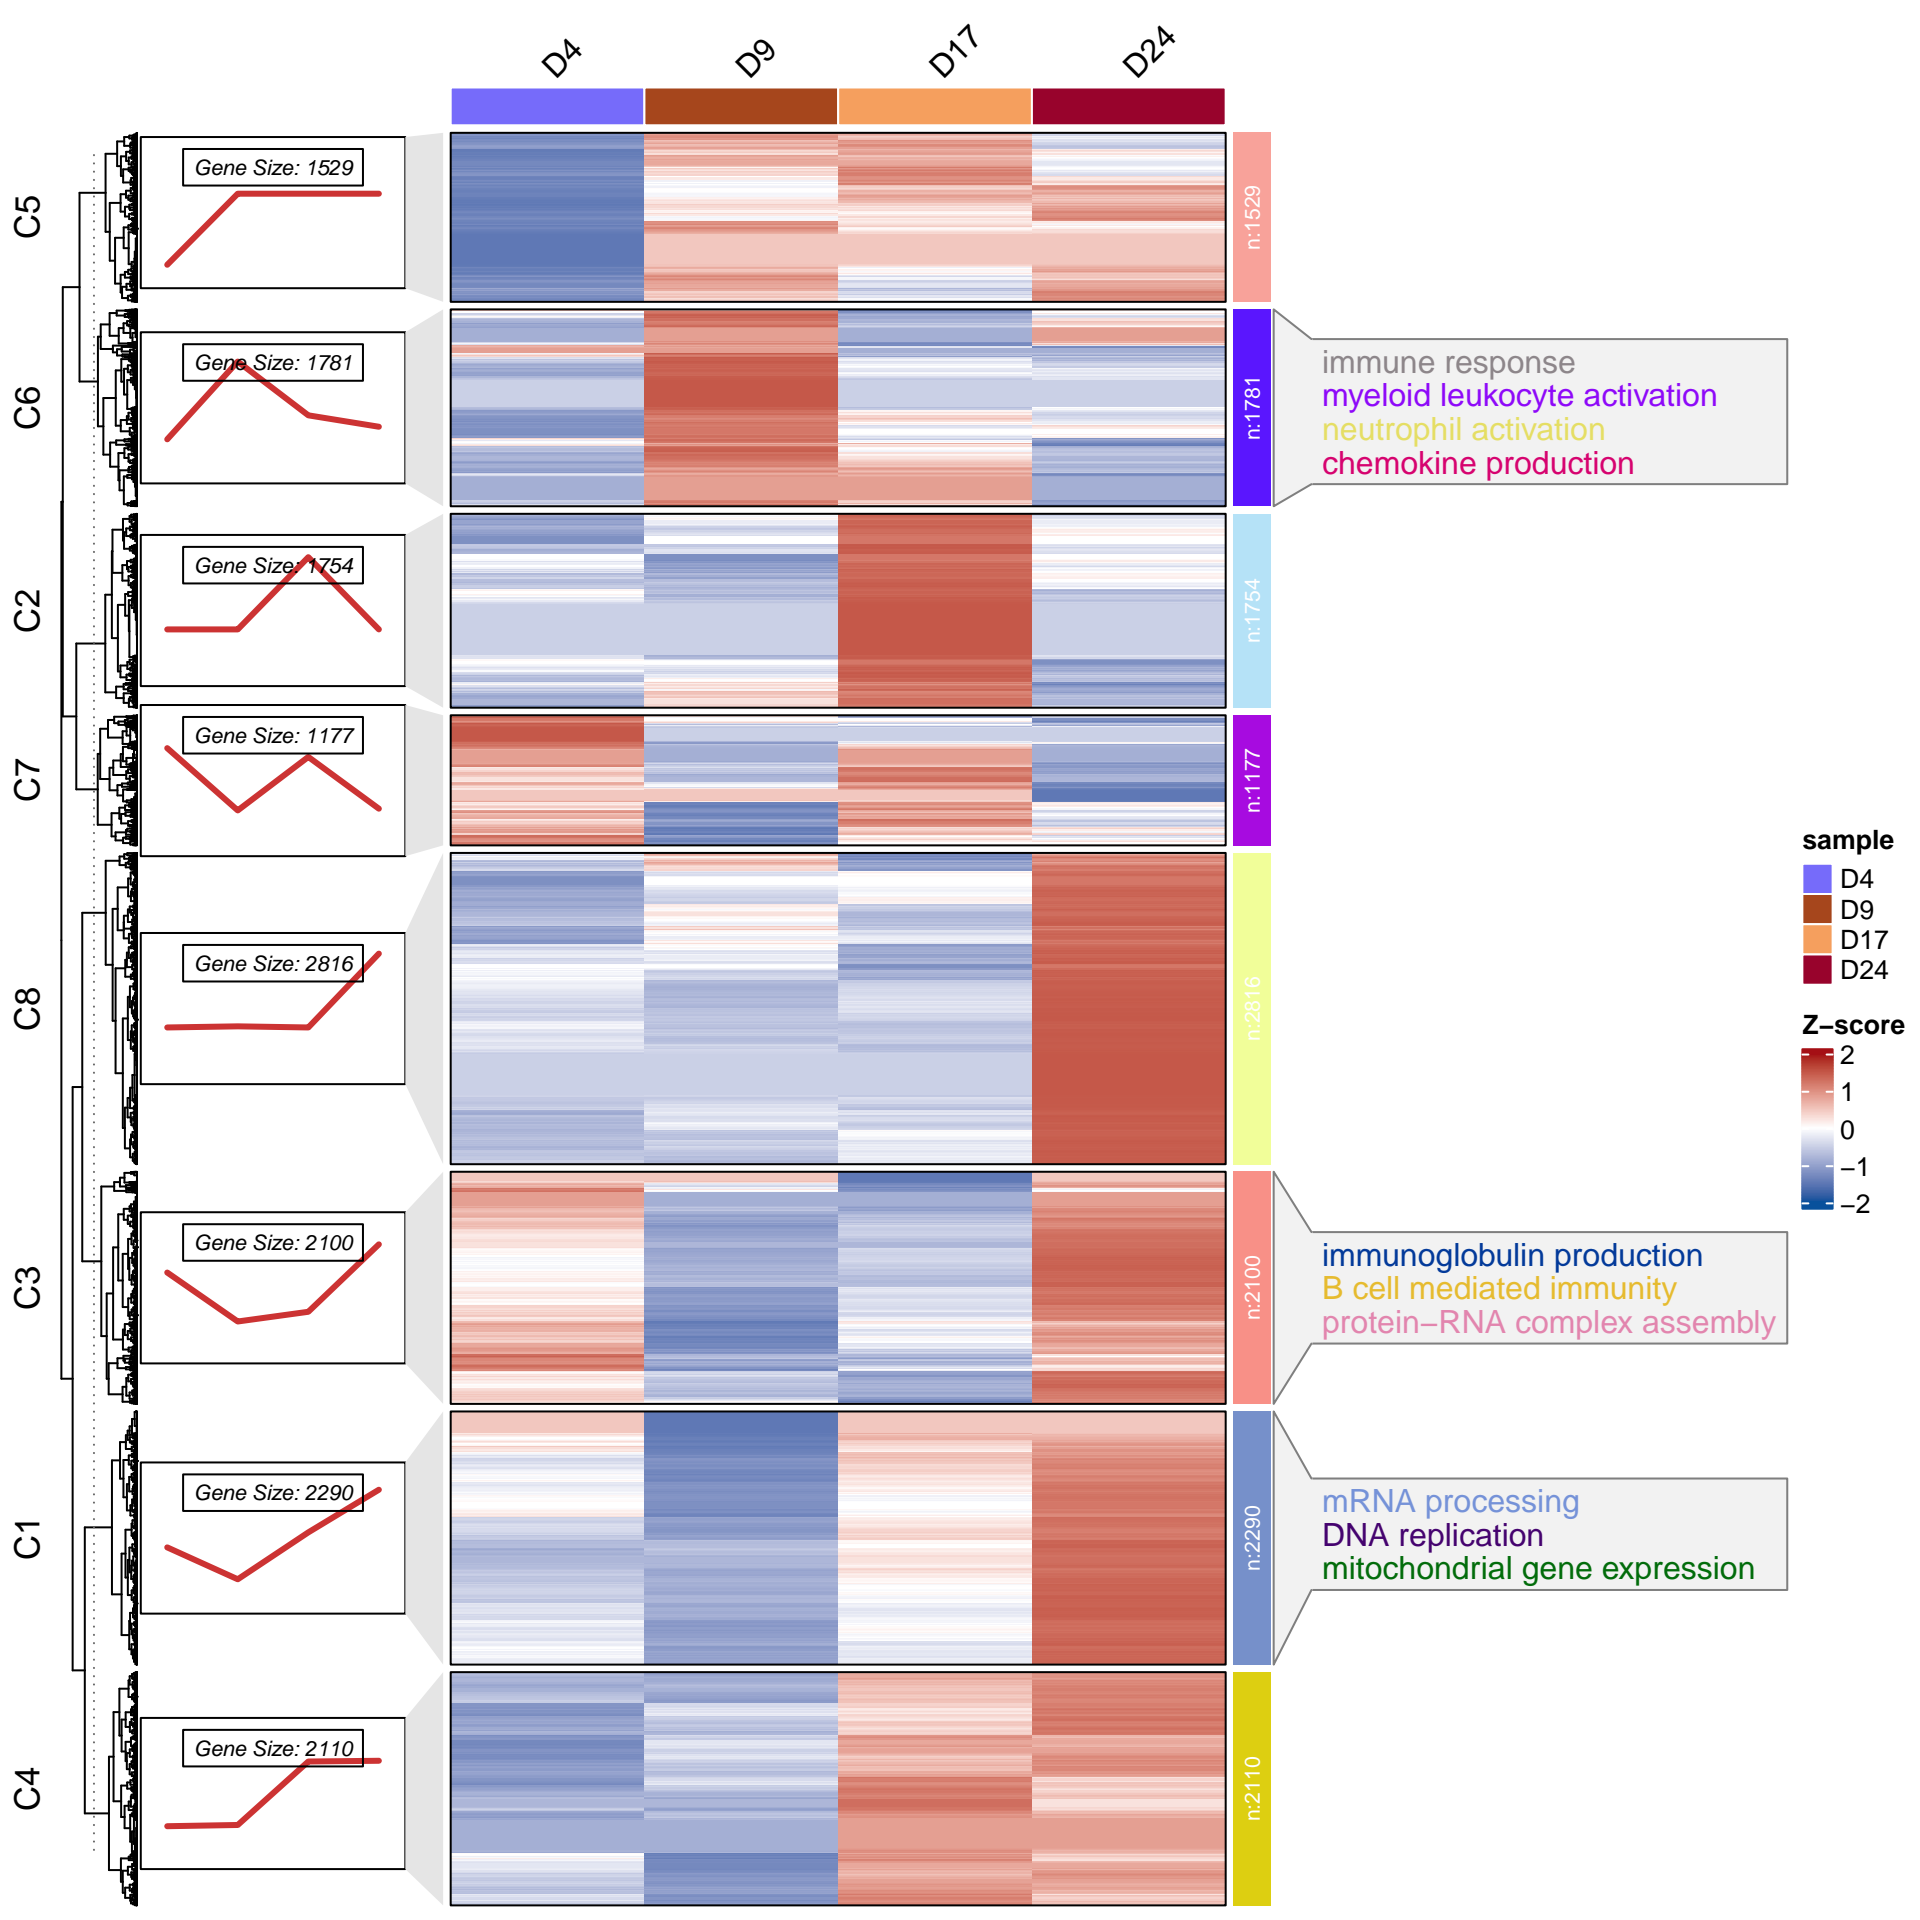 D4 D9 D17 D24
C5
Gene Size: 1529
n:1529
C6
Gene Size: 1781
n:1781
immune response
myeloid leukocyte activation
neutrophil activation
chemokine production
C2
Gene Size: 1754
n:1754
C7
Gene Size: 1177
n:1177
C8
Gene Size: 2816
n:2816
C3
Gene Size: 2100
n:2100
immunoglobulin production
B cell mediated immunity
protein−RNA complex assembly
C1
Gene Size: 2290
n:2290
mRNA processing
DNA replication
mitochondrial gene expression
C4
Gene Size: 2110
n:2110
sample
D4
D9
D17
D24
Z−score
2
1
0
−1
−2